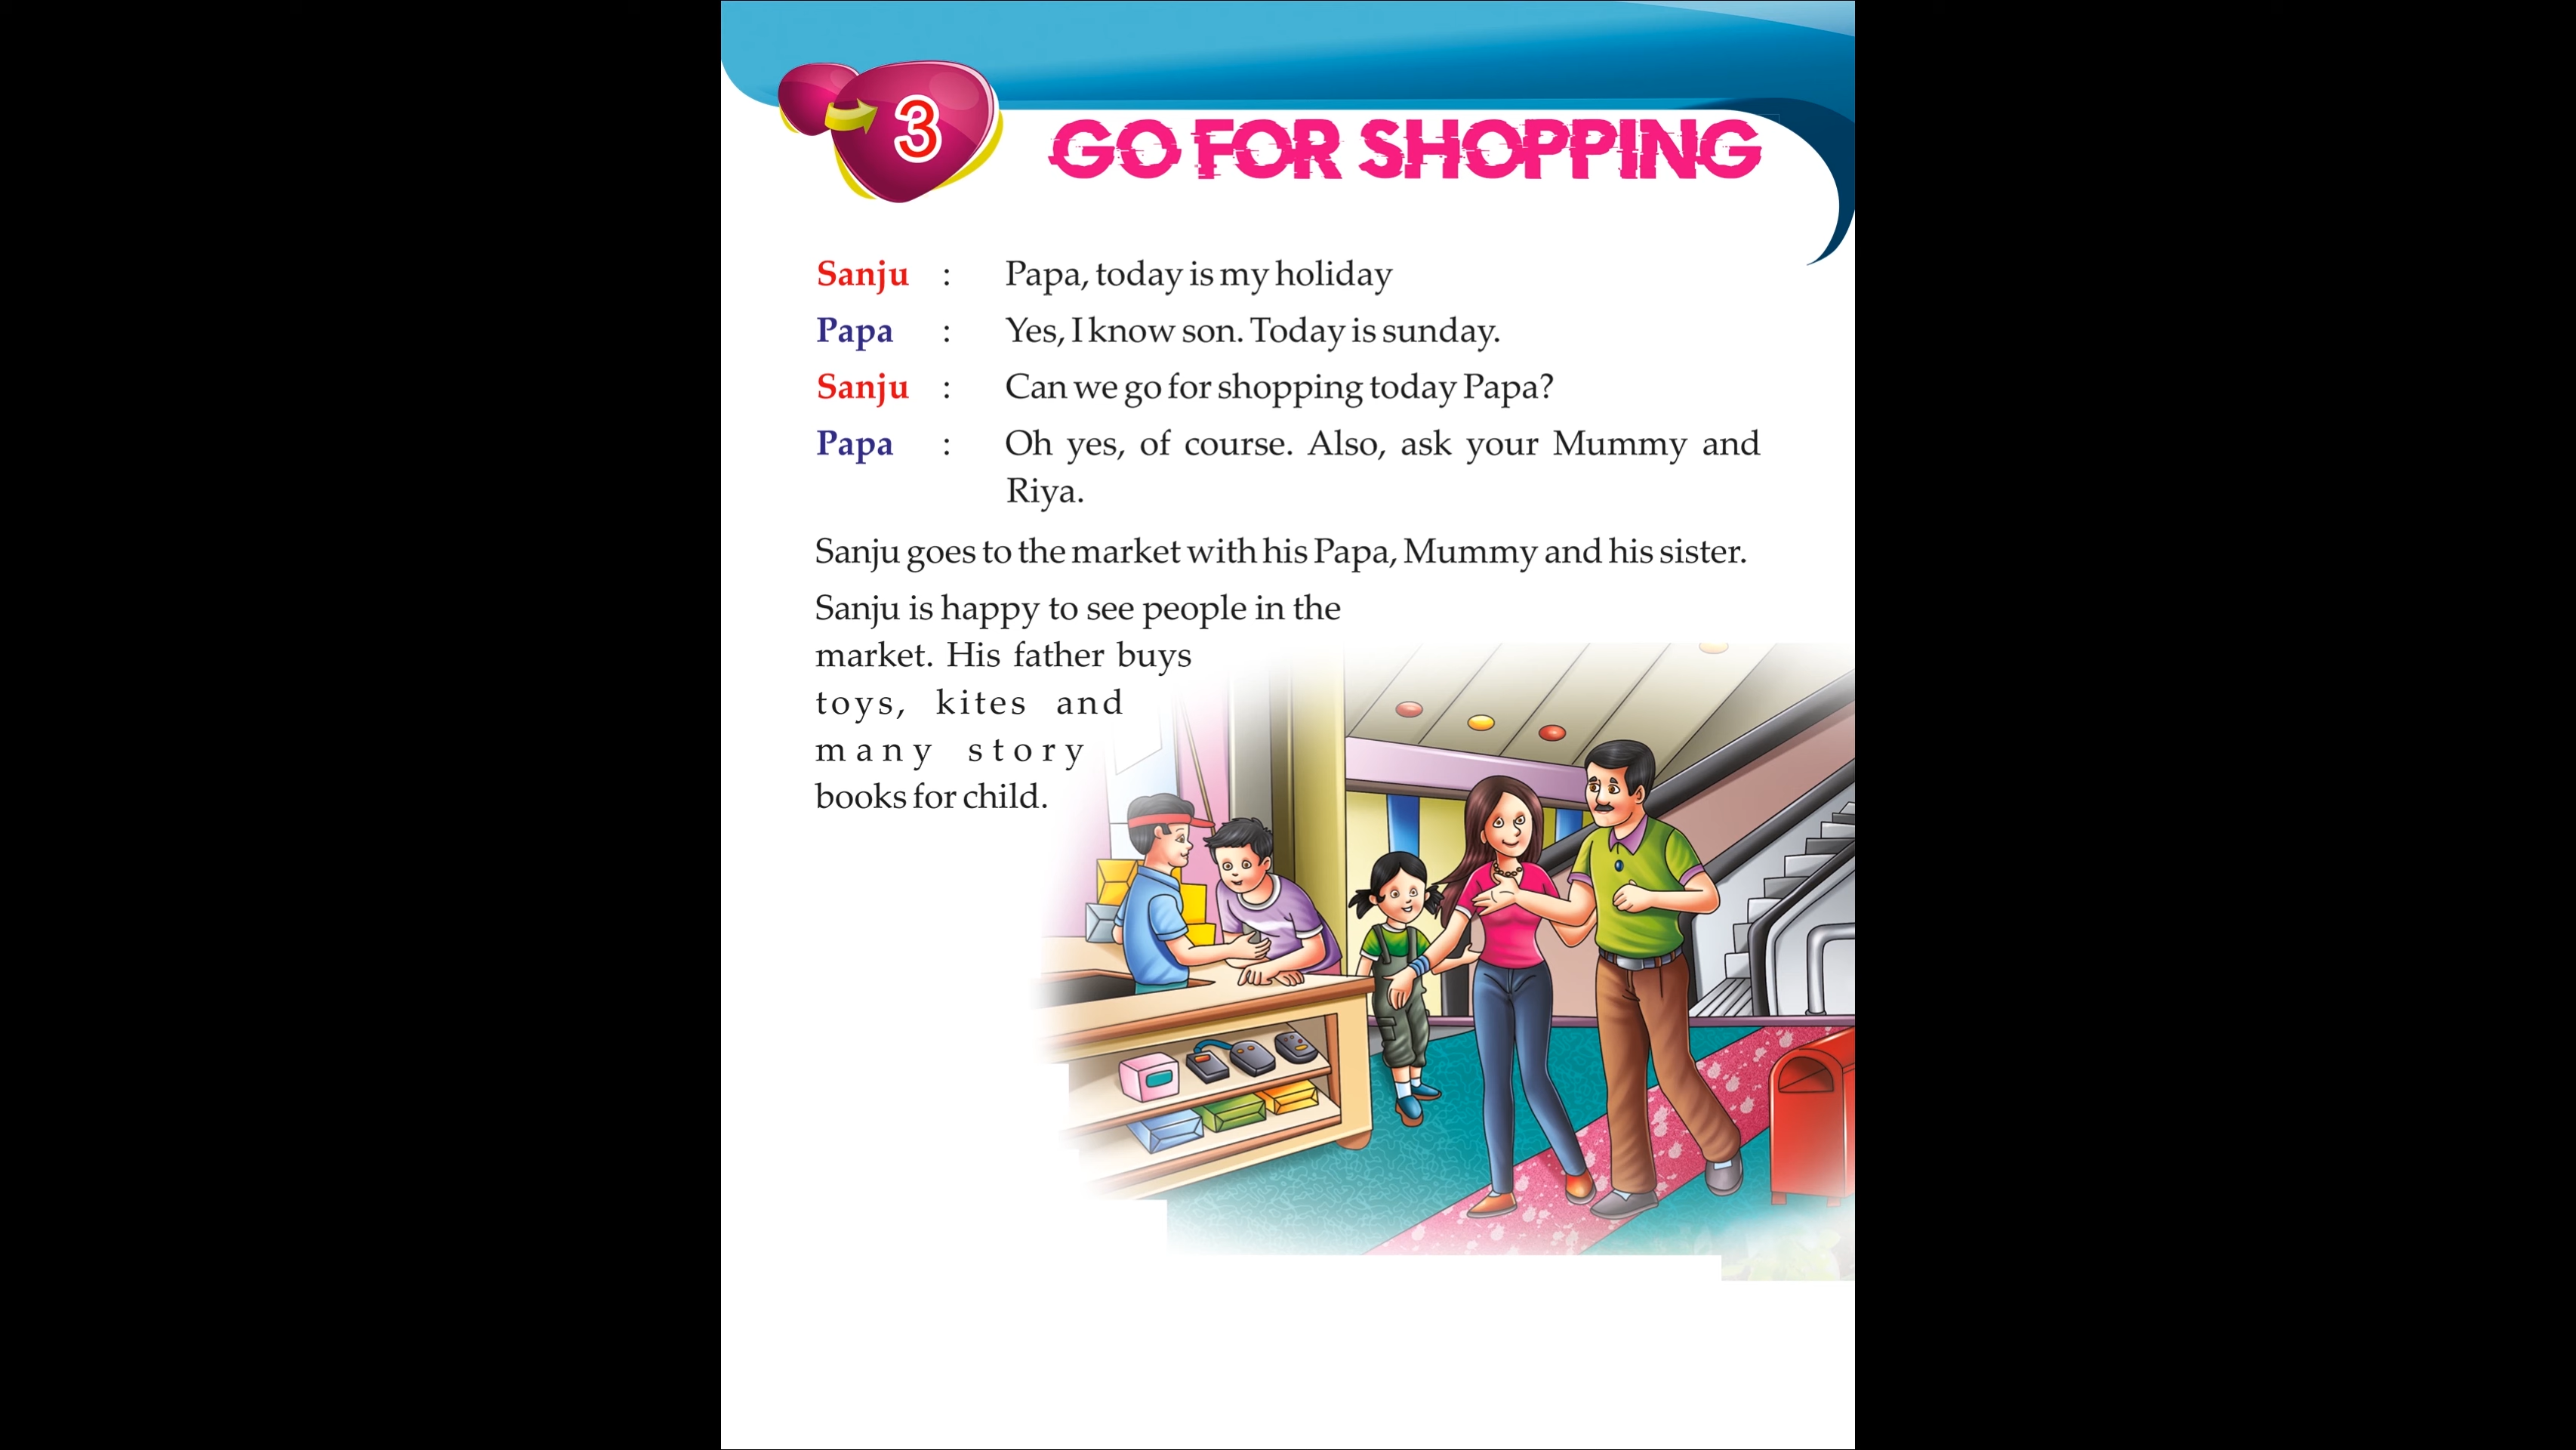 3
GO FOR SHOPPING
Sanju : Papa, today is my holiday
Papa : Yes, I know son. Today is sunday.
Sanju : Can we go for shopping today Papa?
Papa : Oh yes, of course. Also, ask your Mummy and
Riya.
Sanju goes to the market with his Papa, Mummy and his sister.
Sanju is happy to see people in the
market. His father buys
toys, kites and
many story
books for child.